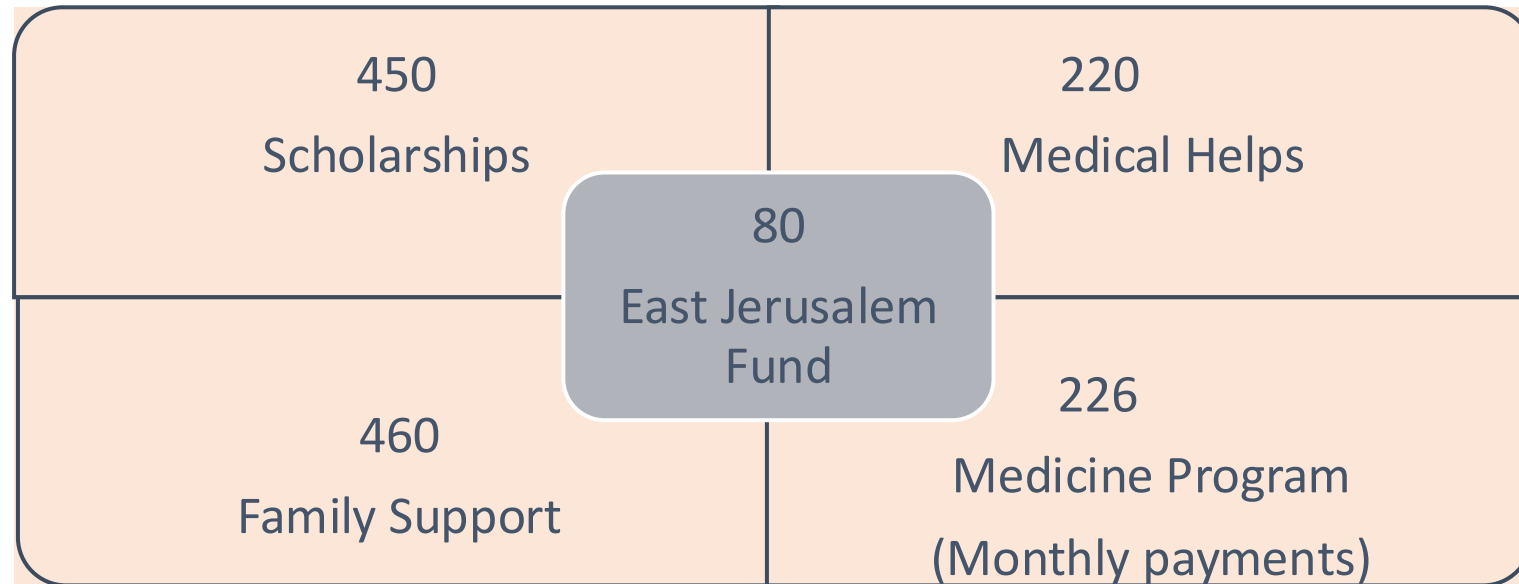 450
Scholarships
220
Medical Helps
80
East Jerusalem
Fund
460
Family Support
226
Medicine Program
(Monthly payments)